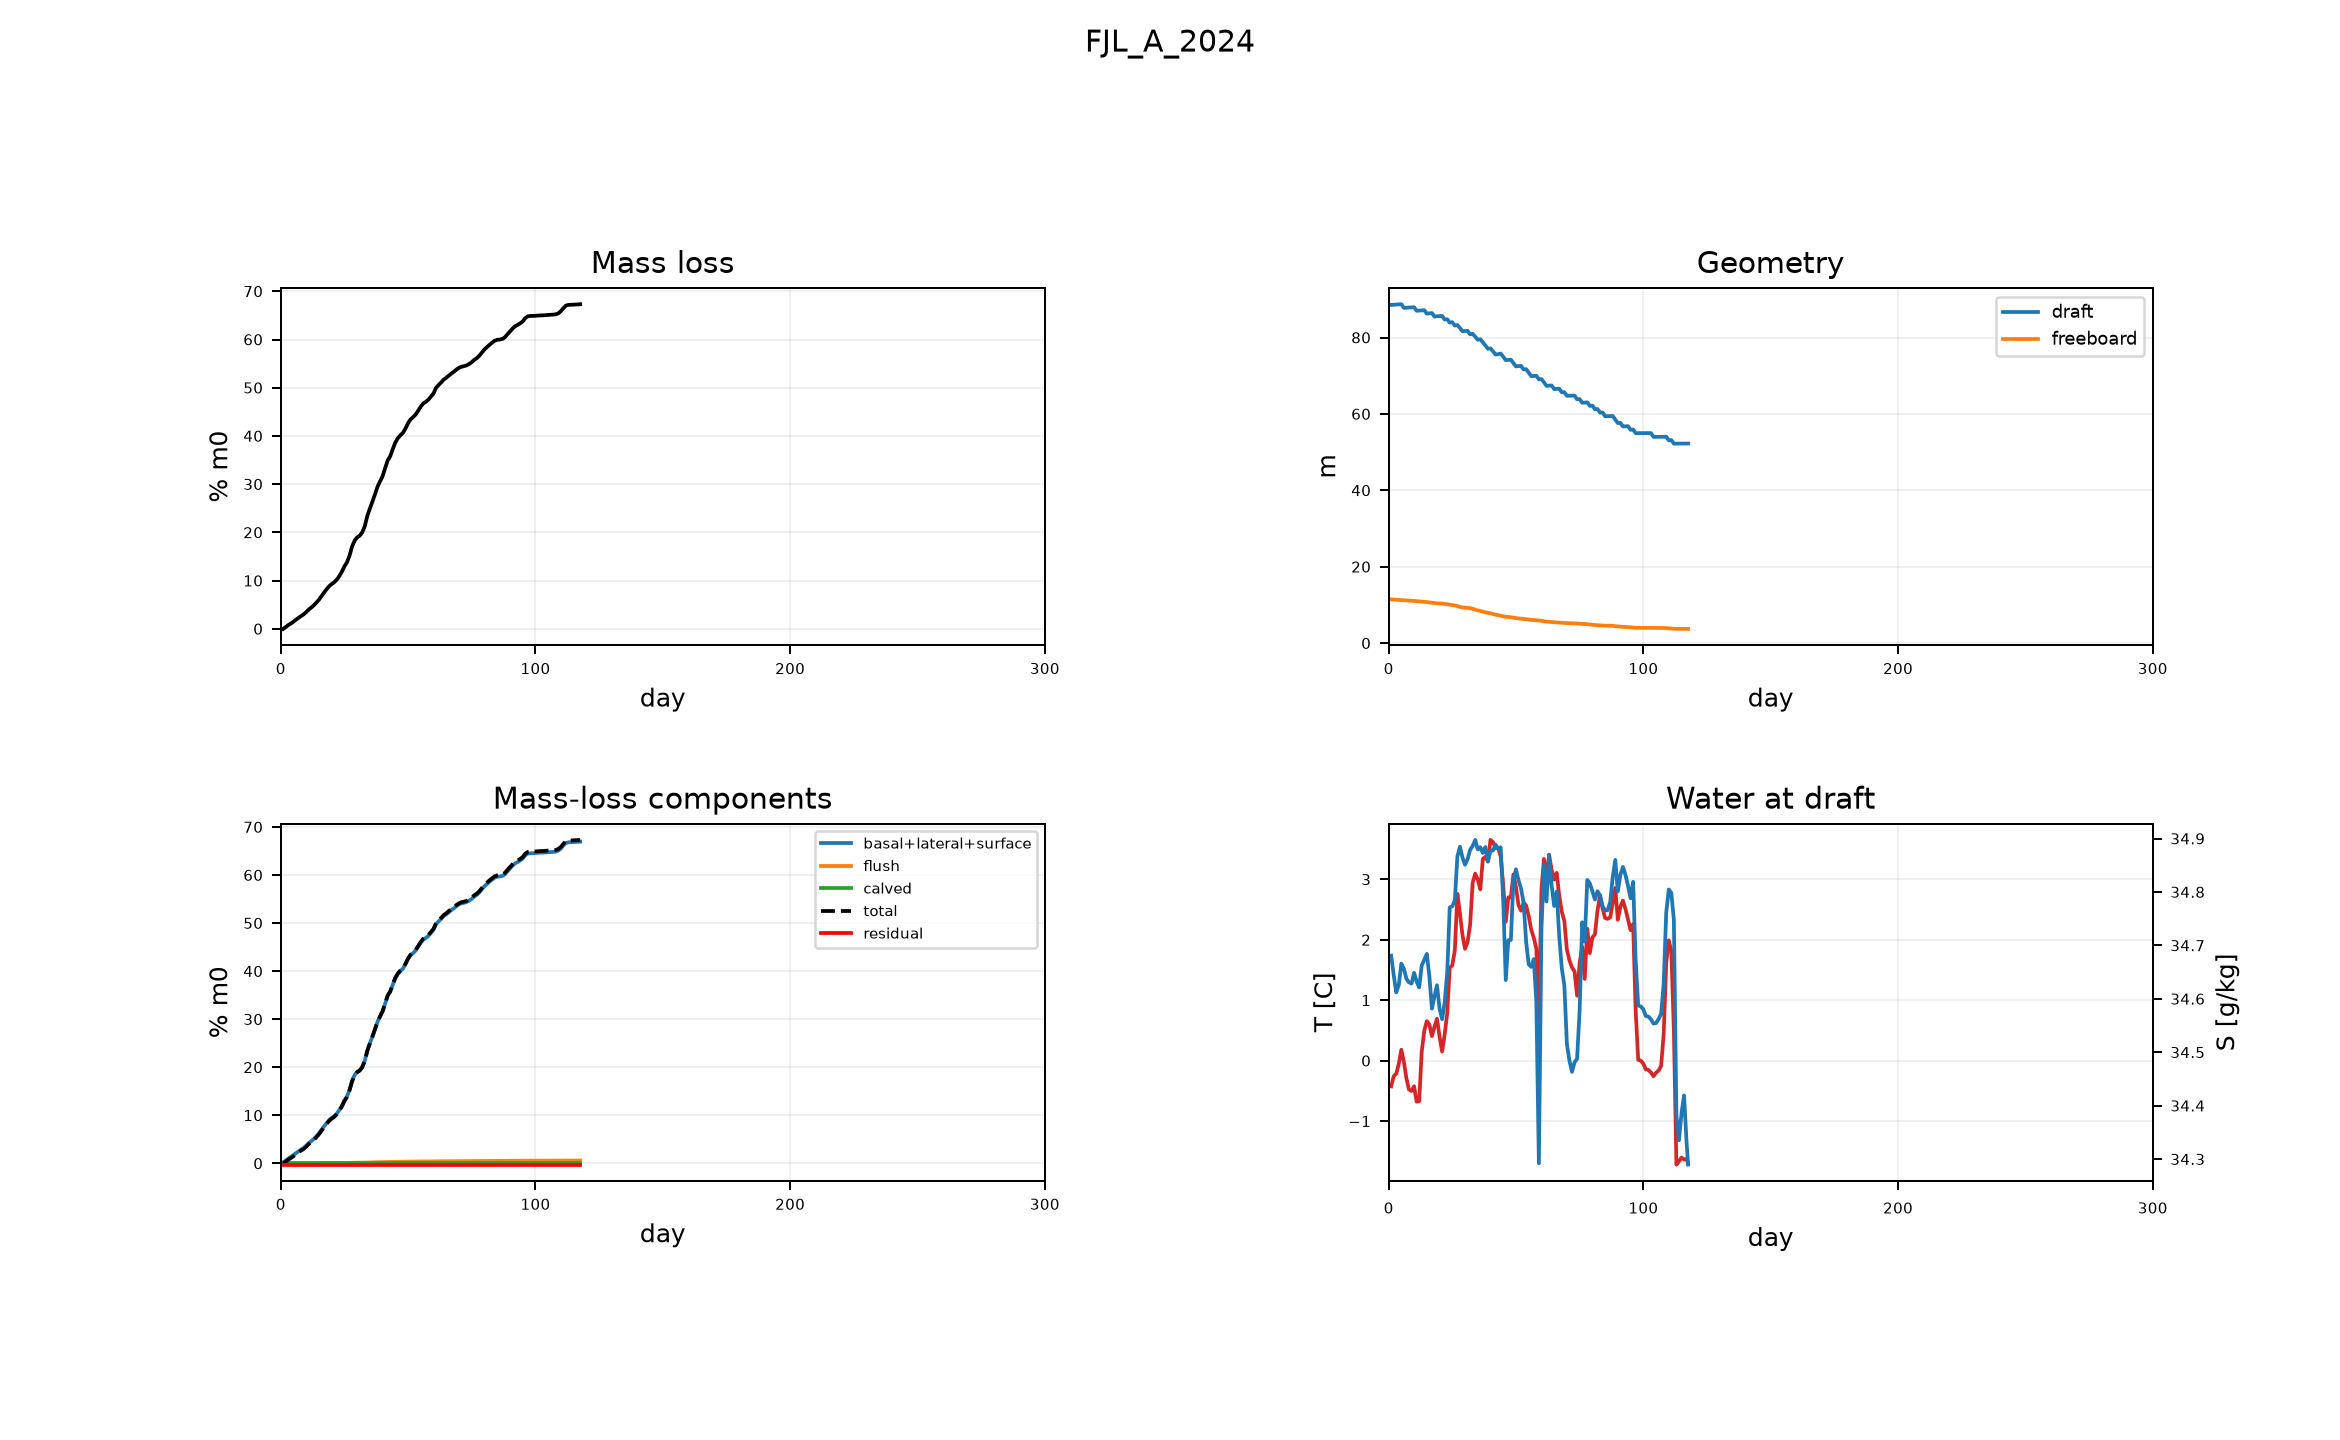 FJL_A_2024
Mass loss
70
60
50
40
30
20
10
0
% m0
0 100 200 300
day
Geometry
draft
freeboard
80
60
40
20
0
m
0 100 200 300
day
Mass-loss components
70
60
50
40
30
20
10
0
% m0
basal+lateral+surface
flush
calved
total
residual
0 100 200 300
day
Water at draft
3
2
1
0
−1
T [C]
34.9
34.8
34.7
34.6
34.5
34.4
34.3
S [g/kg]
0 100 200 300
day